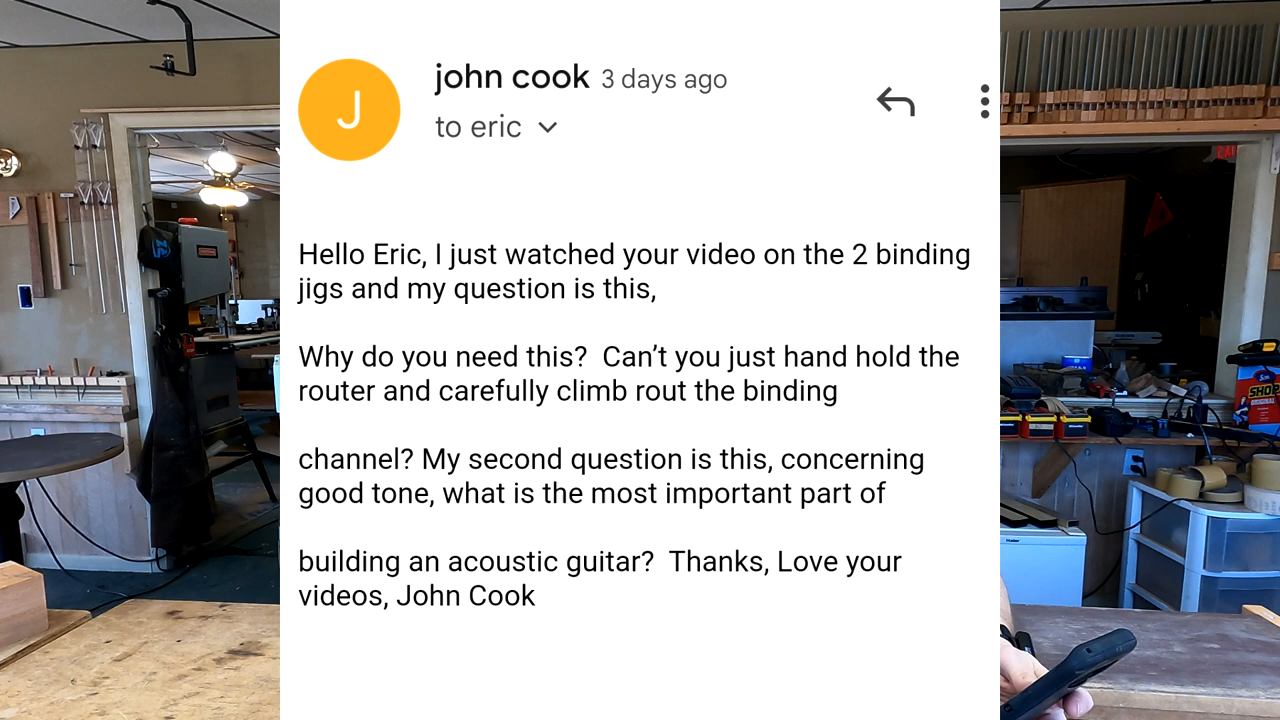 J
john cook 3 days ago
to eric
Hello Eric, I just watched your video on the 2 binding
jigs and my question is this,
Why do you need this?  Can’t you just hand hold the
router and carefully climb rout the binding
channel? My second question is this, concerning
good tone, what is the most important part of
building an acoustic guitar?  Thanks, Love your
videos, John Cook
SHOP